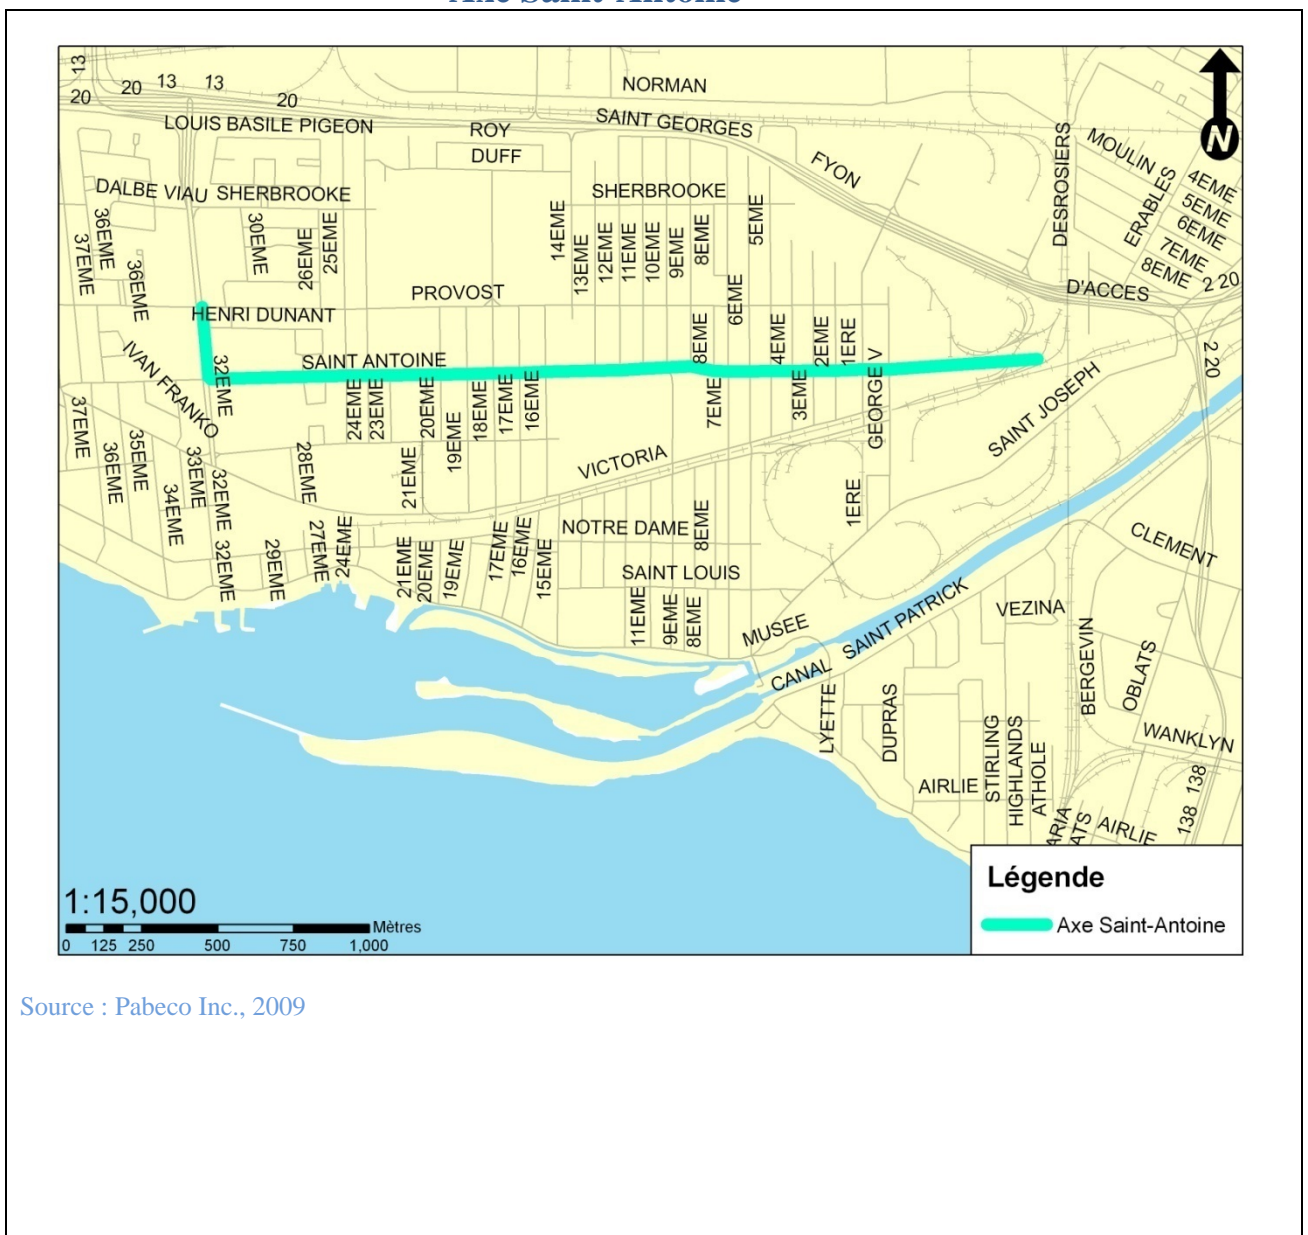 Axe Saint-Antoine
13
20
20
13
13
20
NORMAN
LOUIS BASILE PIGEON
ROY
SAINT GEORGES
DUFF
FYON
DESROSIERS
MOULIN
ERABLES
4EME
5EME
6EME
7EME
8EME
2 20
N
DALBE VIAU
SHERBROOKE
SHERBROOKE
37EME
36EME
36EME
30EME
26EME
25EME
14EME
13EME
12EME
11EME
10EME
9EME
8EME
5EME
6EME
D'ACCES
PROVOST
HENRI DUNANT
SAINT ANTOINE
IVAN FRANKO
32EME
8EME
7EME
4EME
3EME
2EME
1ERE
GEORGE V
2 20
24EME
23EME
20EME
19EME
18EME
17EME
16EME
SAINT JOSEPH
37EME
36EME
35EME
34EME
33EME
32EME
32EME
28EME
21EME
VICTORIA
1ERE
29EME
27EME
24EME
21EME
20EME
19EME
17EME
16EME
15EME
NOTRE DAME
8EME
SAINT LOUIS
11EME
9EME
8EME
MUSEE
CANAL
SAINT PATRICK
CLEMENT
VEZINA
BERGEVIN
OBLATS
LYETTE
DUPRAS
STIRLING
HIGHLANDS
ATHOLE
WANKLYN
AIRLIE
AIRLIE
138
138
ARIA
ATS
1:15,000
Mètres
0 125 250 500 750 1,000
Légende
Axe Saint-Antoine
Source : Pabeco Inc., 2009